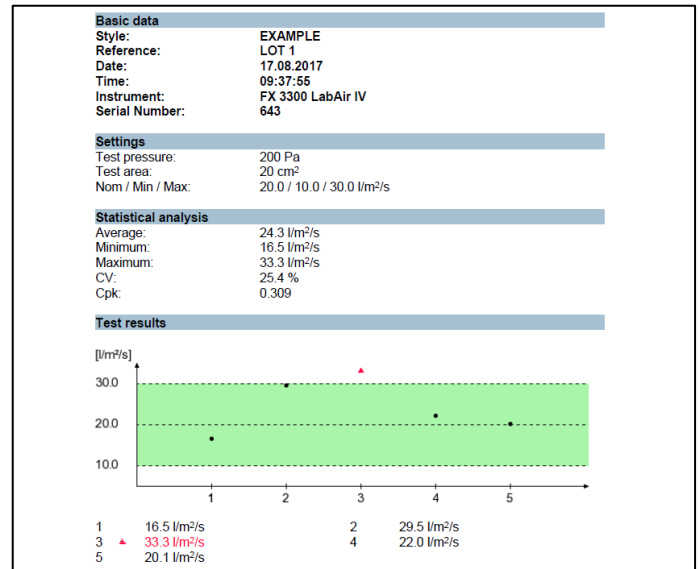 Basic data
Style: EXAMPLE
Reference: LOT 1
Date: 17.08.2017
Time: 09:37:55
Instrument: FX 3300 LabAir IV
Serial Number: 643
Settings
Test pressure: 200 Pa
Test area: 20 cm²
Nom / Min / Max: 20.0 / 10.0 / 30.0 l/m²/s
Statistical analysis
Average: 24.3 l/m²/s
Minimum: 16.5 l/m²/s
Maximum: 33.3 l/m²/s
CV: 25.4 %
Cpk: 0.309
Test results
[l/m²/s]
30.0
20.0
10.0
1 2 3 4 5
1 16.5 l/m²/s 2 29.5 l/m²/s
3 33.3 l/m²/s 4 22.0 l/m²/s
5 20.1 l/m²/s